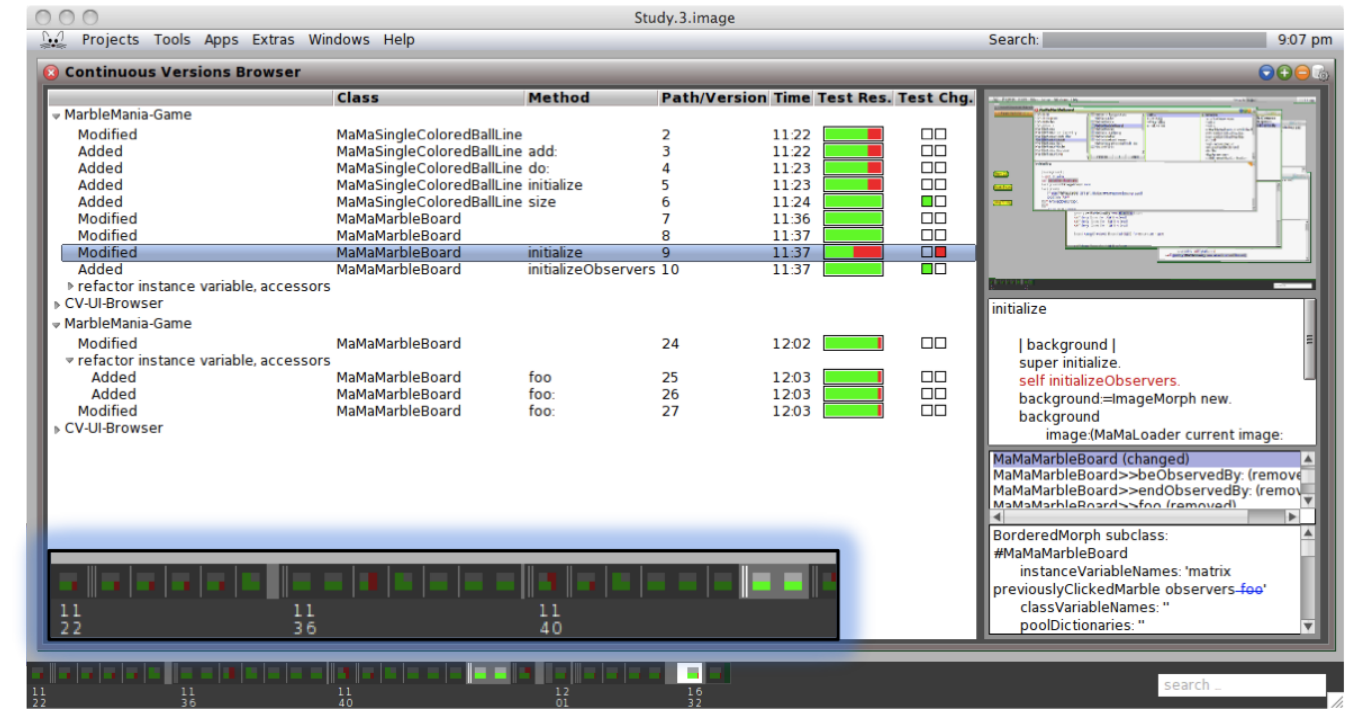 Study.3.image
Projects Tools Apps Extras Windows Help Search: 9:07 pm
Continuous Versions Browser
Class Method Path/Version Time Test Res. Test Chg.
MarbleMania-Game
Modified MaMaSingleColoredBallLine 2 11:22
Added MaMaSingleColoredBallLine add: 3 11:22
Added MaMaSingleColoredBallLine do: 4 11:23
Added MaMaSingleColoredBallLine initialize 5 11:23
Added MaMaSingleColoredBallLine size 6 11:24
Modified MaMaMarbleBoard 7 11:36
Modified MaMaMarbleBoard 8 11:37
Modified MaMaMarbleBoard initialize 9 11:37
Added MaMaMarbleBoard initializeObservers 10 11:37
refactor instance variable, accessors
CV-UI-Browser
MarbleMania-Game
Modified MaMaMarbleBoard 24 12:02
refactor instance variable, accessors
Added MaMaMarbleBoard foo 25 12:03
Added MaMaMarbleBoard foo: 26 12:03
Modified MaMaMarbleBoard foo: 27 12:03
CV-UI-Browser
initialize
| background |
super initialize.
self initializeObservers.
background:=ImageMorph new.
background
image:(MaMaLoader current image:
MaMaMarbleBoard (changed)
MaMaMarbleBoard>>beObservedBy: (remove
MaMaMarbleBoard>>endObservedBy: (remov
MaMaMarbleBoard>>foo (removed)
BorderedMorph subclass:
#MaMaMarbleBoard
instanceVariableNames: 'matrix
previouslyClickedMarble observers foo'
classVariableNames: ''
poolDictionaries: ''
11 11 11
22 36 40
11 11 11 12 16
22 36 40 01 32
search ..